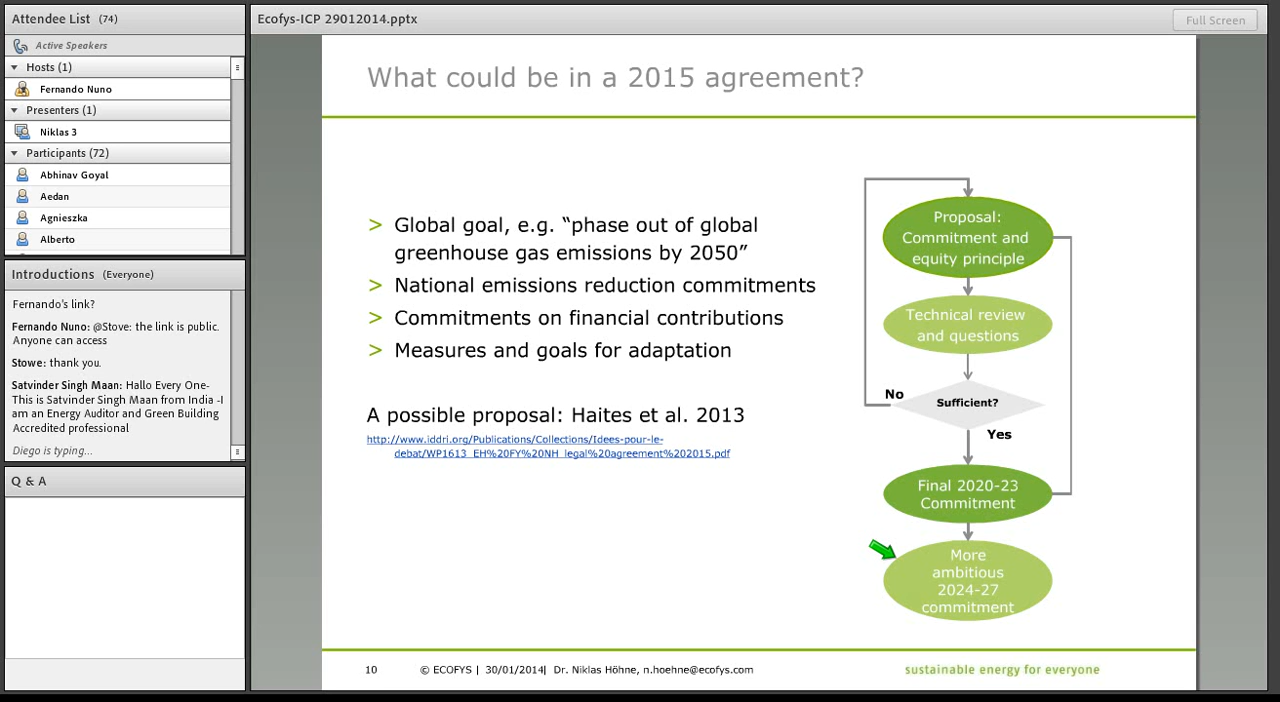 Attendee List (74)
Active Speakers
Hosts (1)
Fernando Nuno
Presenters (1)
Niklas 3
Participants (72)
Abhinav Goyal
Aedan
Agnieszka
Alberto
Introductions (Everyone)
Fernando's link?
Fernando Nuno: @Stove: the link is public.
Anyone can access
Stowe: thank you.
Satvinder Singh Maan: Hallo Every One-
This is Satvinder Singh Maan from India -I
am an Energy Auditor and Green Building
Accredited professional
Diego is typing...
Q & A
Ecofys-ICP 29012014.pptx
Full Screen
What could be in a 2015 agreement?
> Global goal, e.g. “phase out of global
greenhouse gas emissions by 2050”
> National emissions reduction commitments
> Commitments on financial contributions
> Measures and goals for adaptation
A possible proposal: Haites et al. 2013
http://www.iddri.org/Publications/Collections/Idees-pour-le-
debat/WP1613_EH%20FY%20NH_legal%20agreement%202015.pdf
Proposal:
Commitment and
equity principle
Technical review
and questions
No
Sufficient?
Yes
Final 2020-23
Commitment
More
ambitious
2024-27
commitment
10
© ECOFYS | 30/01/2014| Dr. Niklas Höhne, n.hoehne@ecofys.com
sustainable energy for everyone